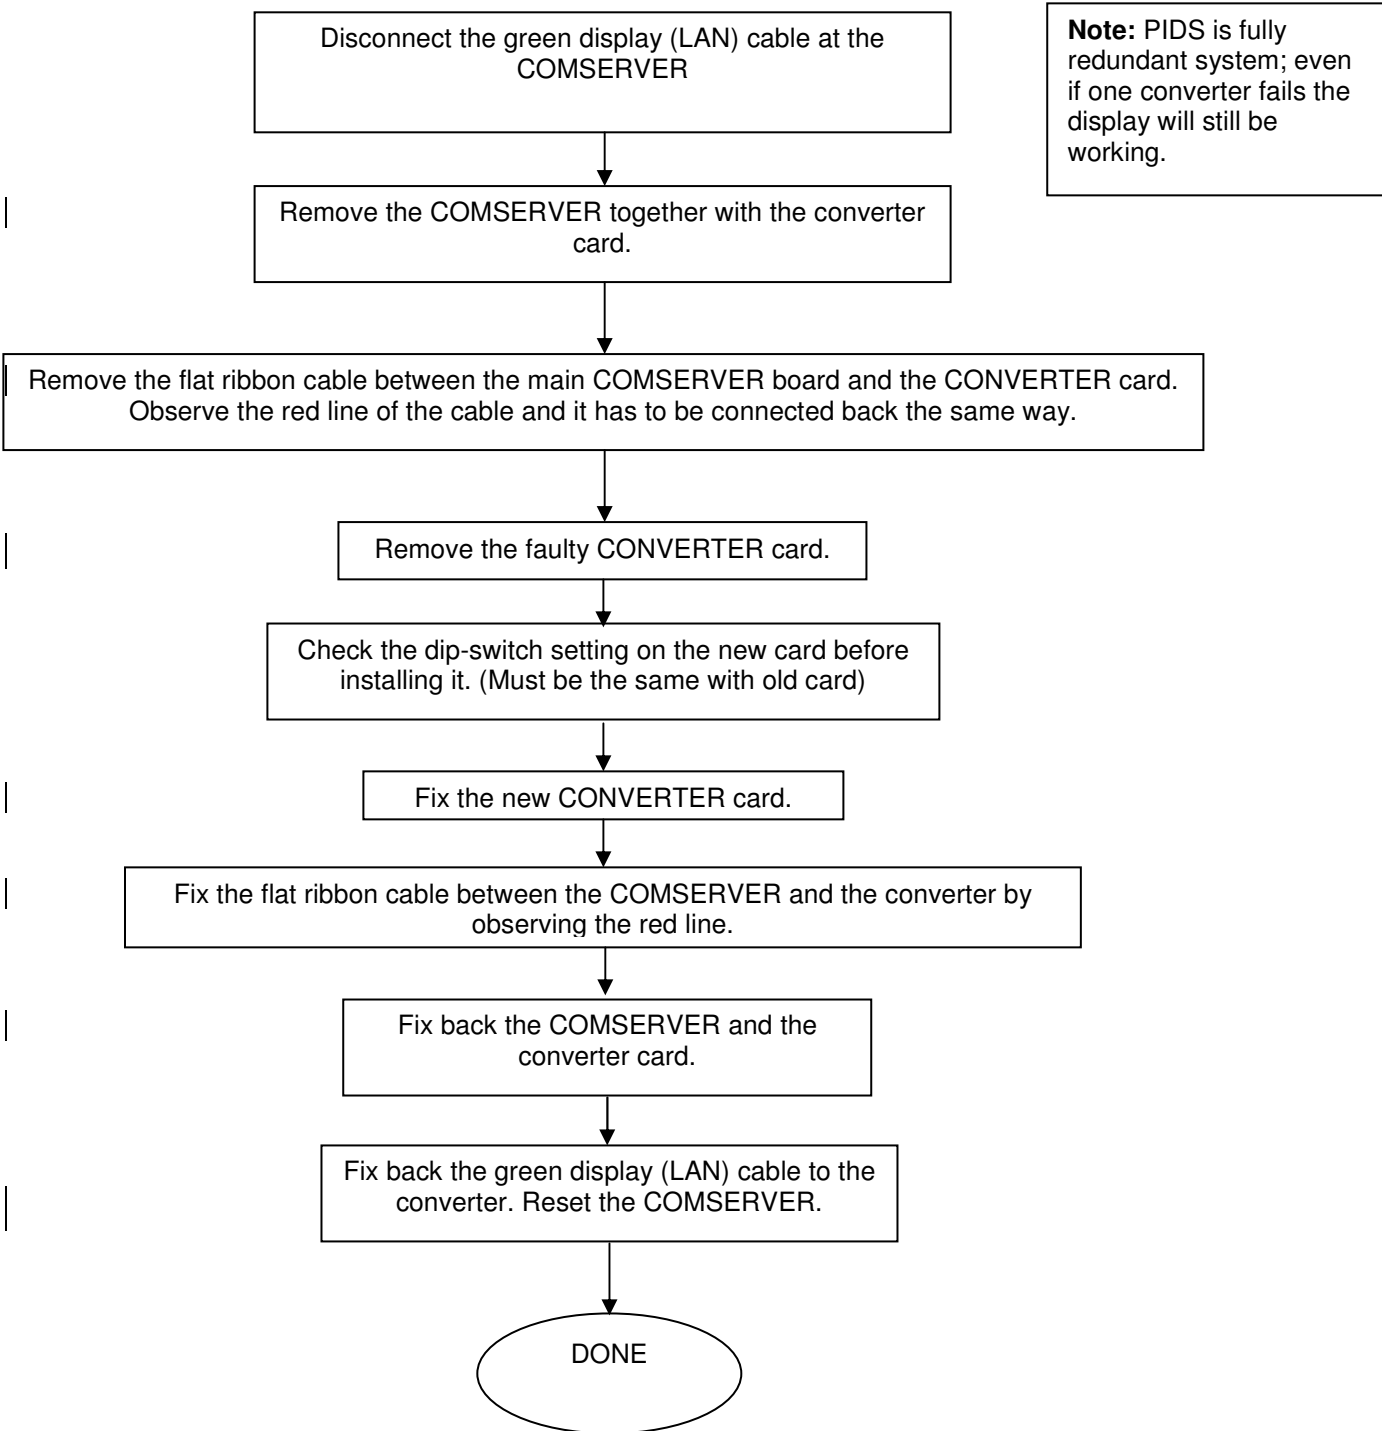 Disconnect the green display (LAN) cable at the
COMSERVER
Note: PIDS is fully
redundant system; even
if one converter fails the
display will still be
working.
Remove the COMSERVER together with the converter
card.
Remove the flat ribbon cable between the main COMSERVER board and the CONVERTER card.
Observe the red line of the cable and it has to be connected back the same way.
Remove the faulty CONVERTER card.
Check the dip-switch setting on the new card before
installing it. (Must be the same with old card)
Fix the new CONVERTER card.
Fix the flat ribbon cable between the COMSERVER and the converter by
observing the red line.
Fix back the COMSERVER and the
converter card.
Fix back the green display (LAN) cable to the
converter. Reset the COMSERVER.
DONE